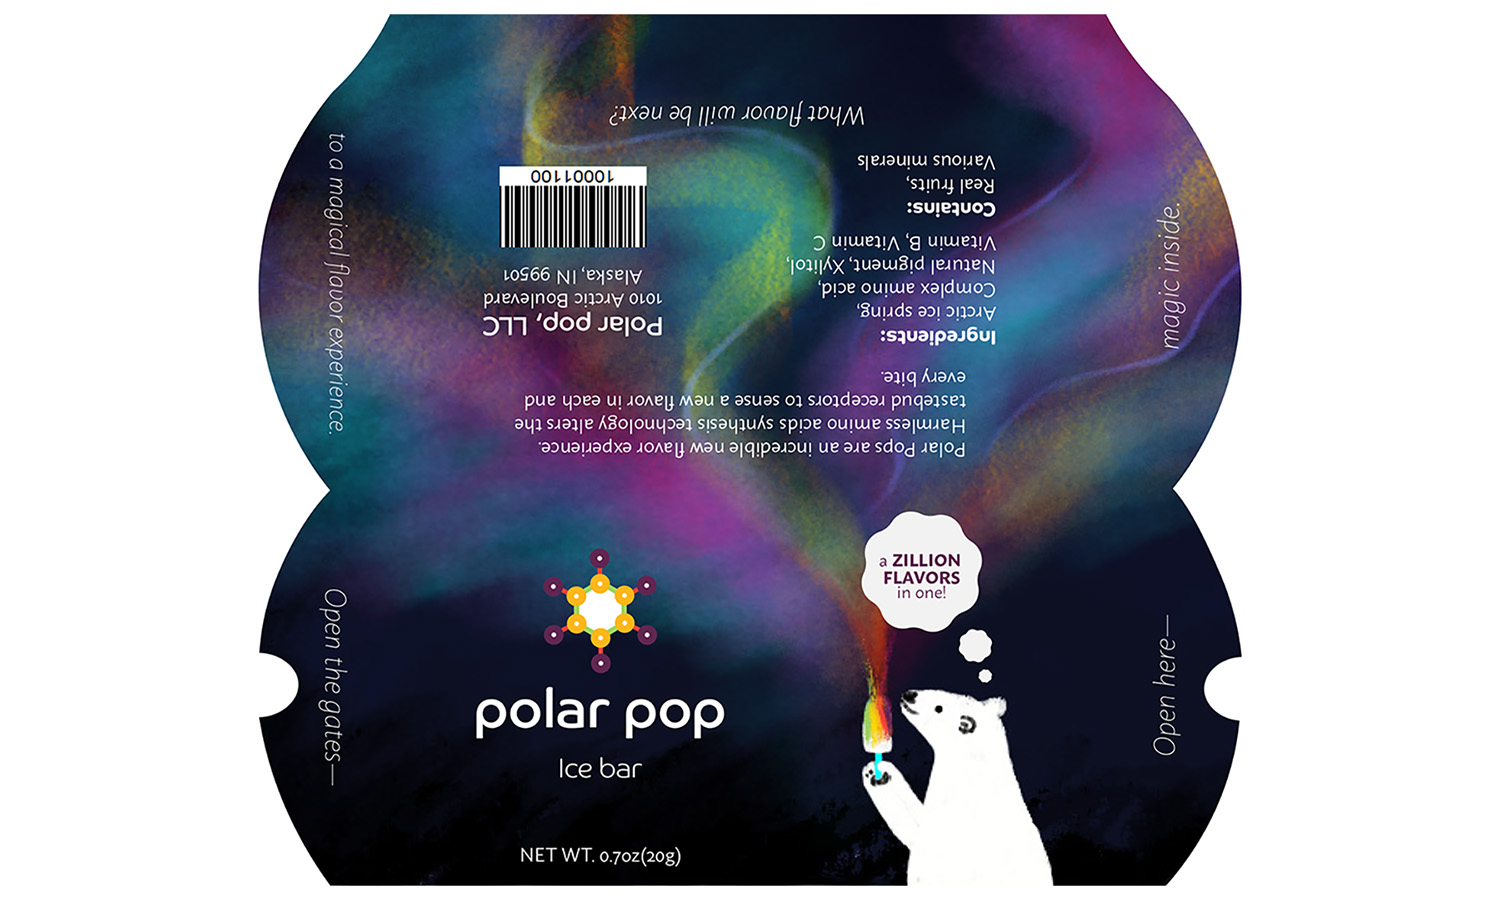 What flavor will be next?
10001100
Polar pop, LLC
1010 Arctic Boulevard
Alaska, IN 99501
Polar Pops are an incredible new flavor experience.
Harmless amino acids synthesis technology alters the
tastebud receptors to sense a new flavor in each and
every bite.
Ingredients:
Arctic ice spring,
Complex amino acid,
Natural pigment, Xylitol,
Vitamin B, Vitamin C
Contains:
Real fruits,
Various minerals
to a magical flavor experience.
magic inside.
Open the gates—
Open here—
a ZILLION
FLAVORS
in one!
polar pop
Ice bar
NET WT. 0.7oz(20g)